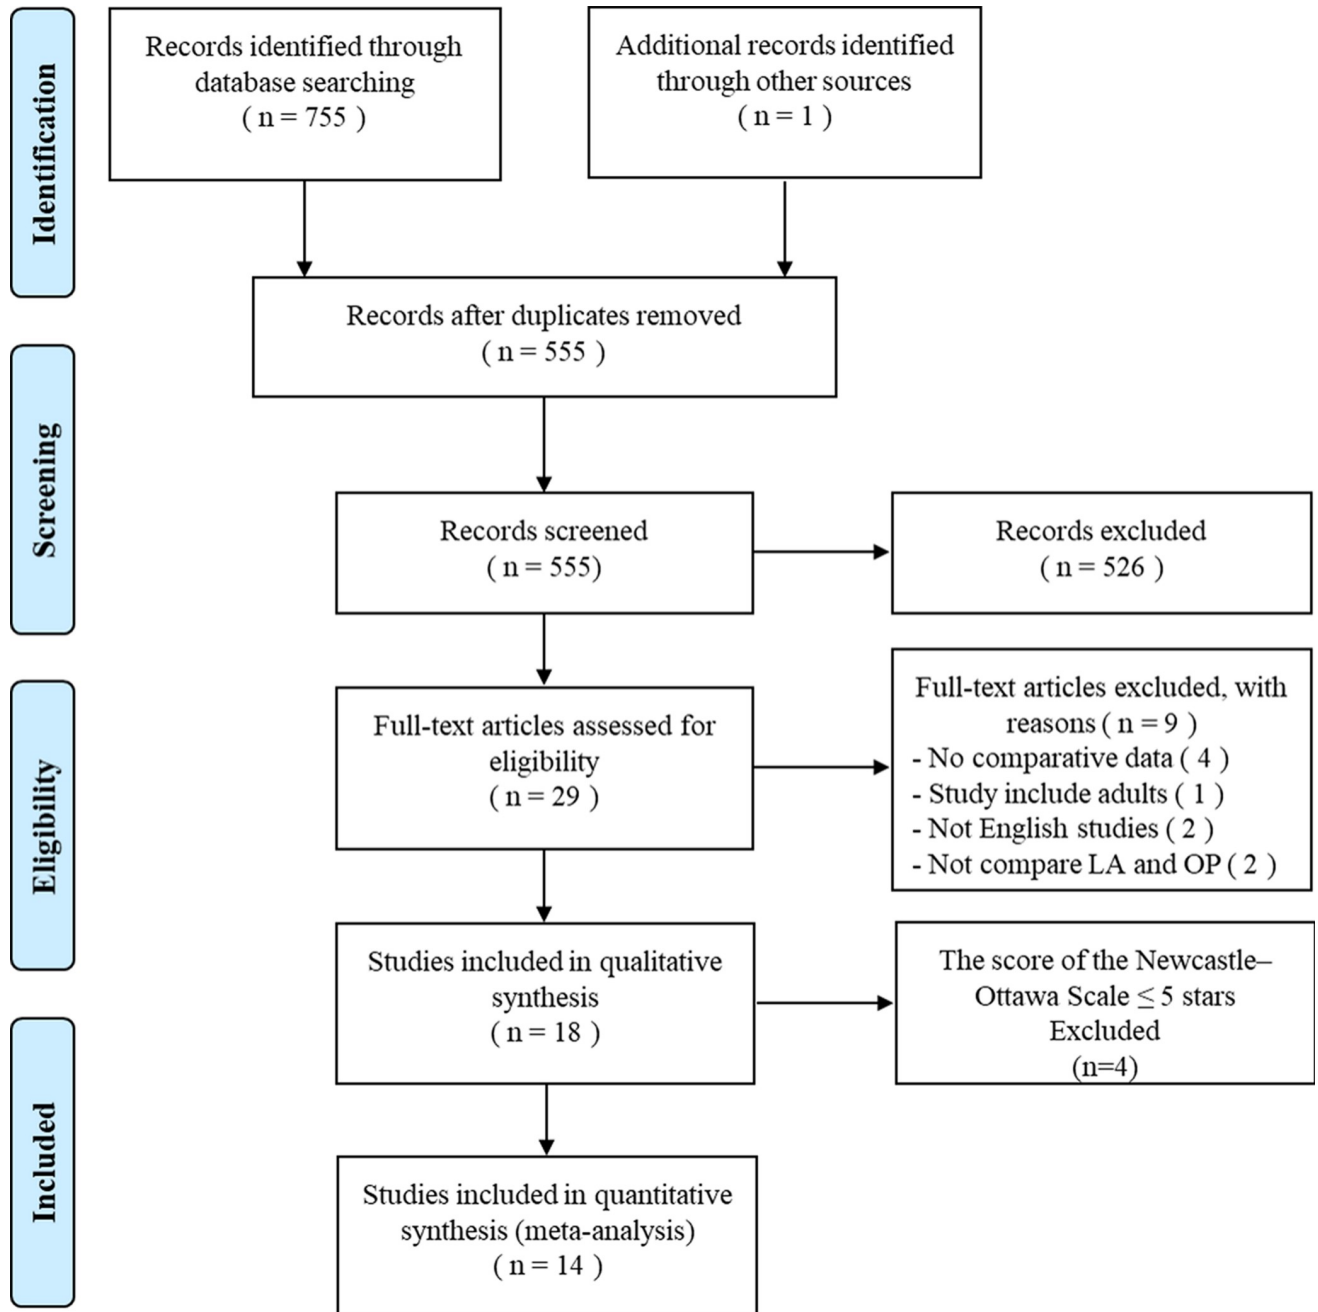 Identification
Records identified through
database searching
( n = 755 )
Additional records identified
through other sources
( n = 1 )
Records after duplicates removed
( n = 555 )
Screening
Records screened
( n = 555)
Records excluded
( n = 526 )
Eligibility
Full-text articles assessed for
eligibility
( n = 29 )
Full-text articles excluded, with
reasons ( n = 9 )
- No comparative data ( 4 )
- Study include adults ( 1 )
- Not English studies ( 2 )
- Not compare LA and OP ( 2 )
Studies included in qualitative
synthesis
( n = 18 )
The score of the Newcastle–
Ottawa Scale ≤ 5 stars
Excluded
(n=4)
Included
Studies included in quantitative
synthesis (meta-analysis)
( n = 14 )